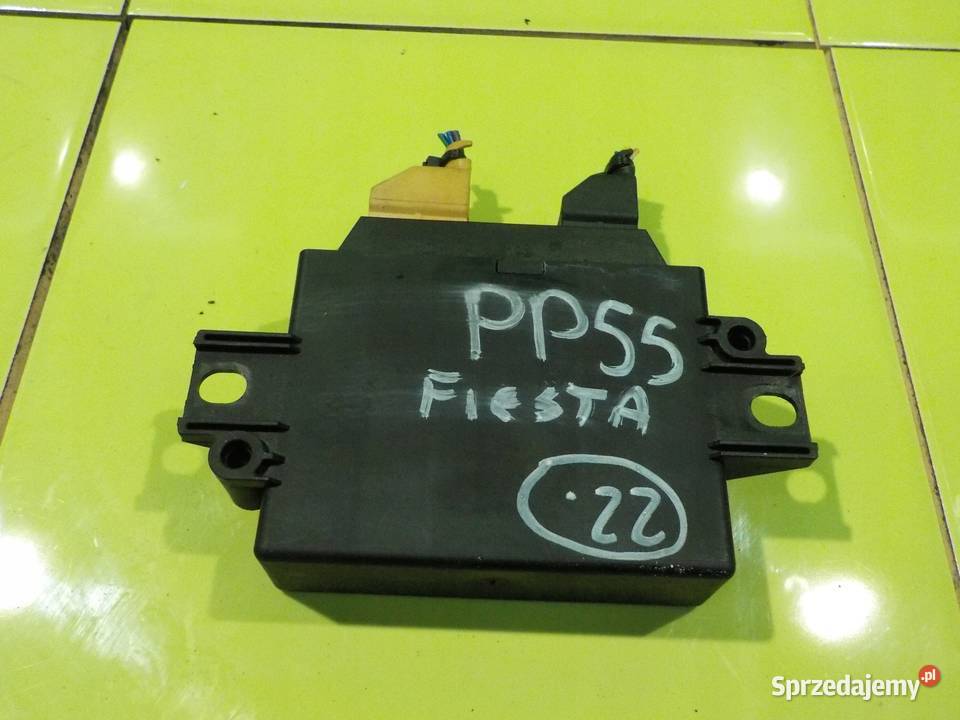 PP55
FIESTA
.22
Sprzedajemy.pl